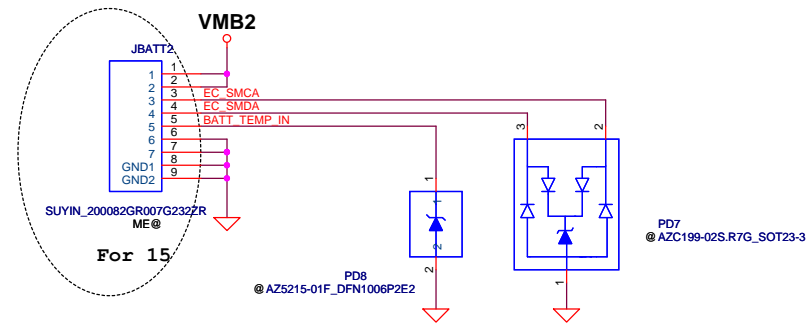 VMB2
JBATT2
1 1
2 2
3 3 EC_SMCA
4 4 EC_SMDA
5 5 BATT_TEMP_IN
6 6
7 7
GND1 8
GND2 9
SUYIN_200082GR007G232ZR
ME@
For 15
1
1
2
2
PD8
@ AZ5215-01F_DFN1006P2E2
3
2
1
PD7
@ AZC199-02S.R7G_SOT23-3